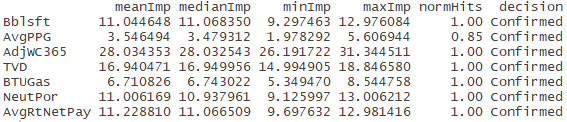 meanImp medianImp minImp maxImp normHits decision
Bblsft 11.044648 11.068350 9.297463 12.976084 1.00 Confirmed
AvgPPG 3.546494 3.479312 1.978292 5.606944 0.85 Confirmed
AdjWC365 28.034353 28.032543 26.191722 31.344511 1.00 Confirmed
TVD 16.940471 16.949956 14.994905 18.846580 1.00 Confirmed
BTUGas 6.710826 6.743022 5.349470 8.544758 1.00 Confirmed
NeutPor 11.006169 10.937961 9.125997 13.006212 1.00 Confirmed
AvgRtNetPay 11.228810 11.066509 9.697632 12.981416 1.00 Confirmed